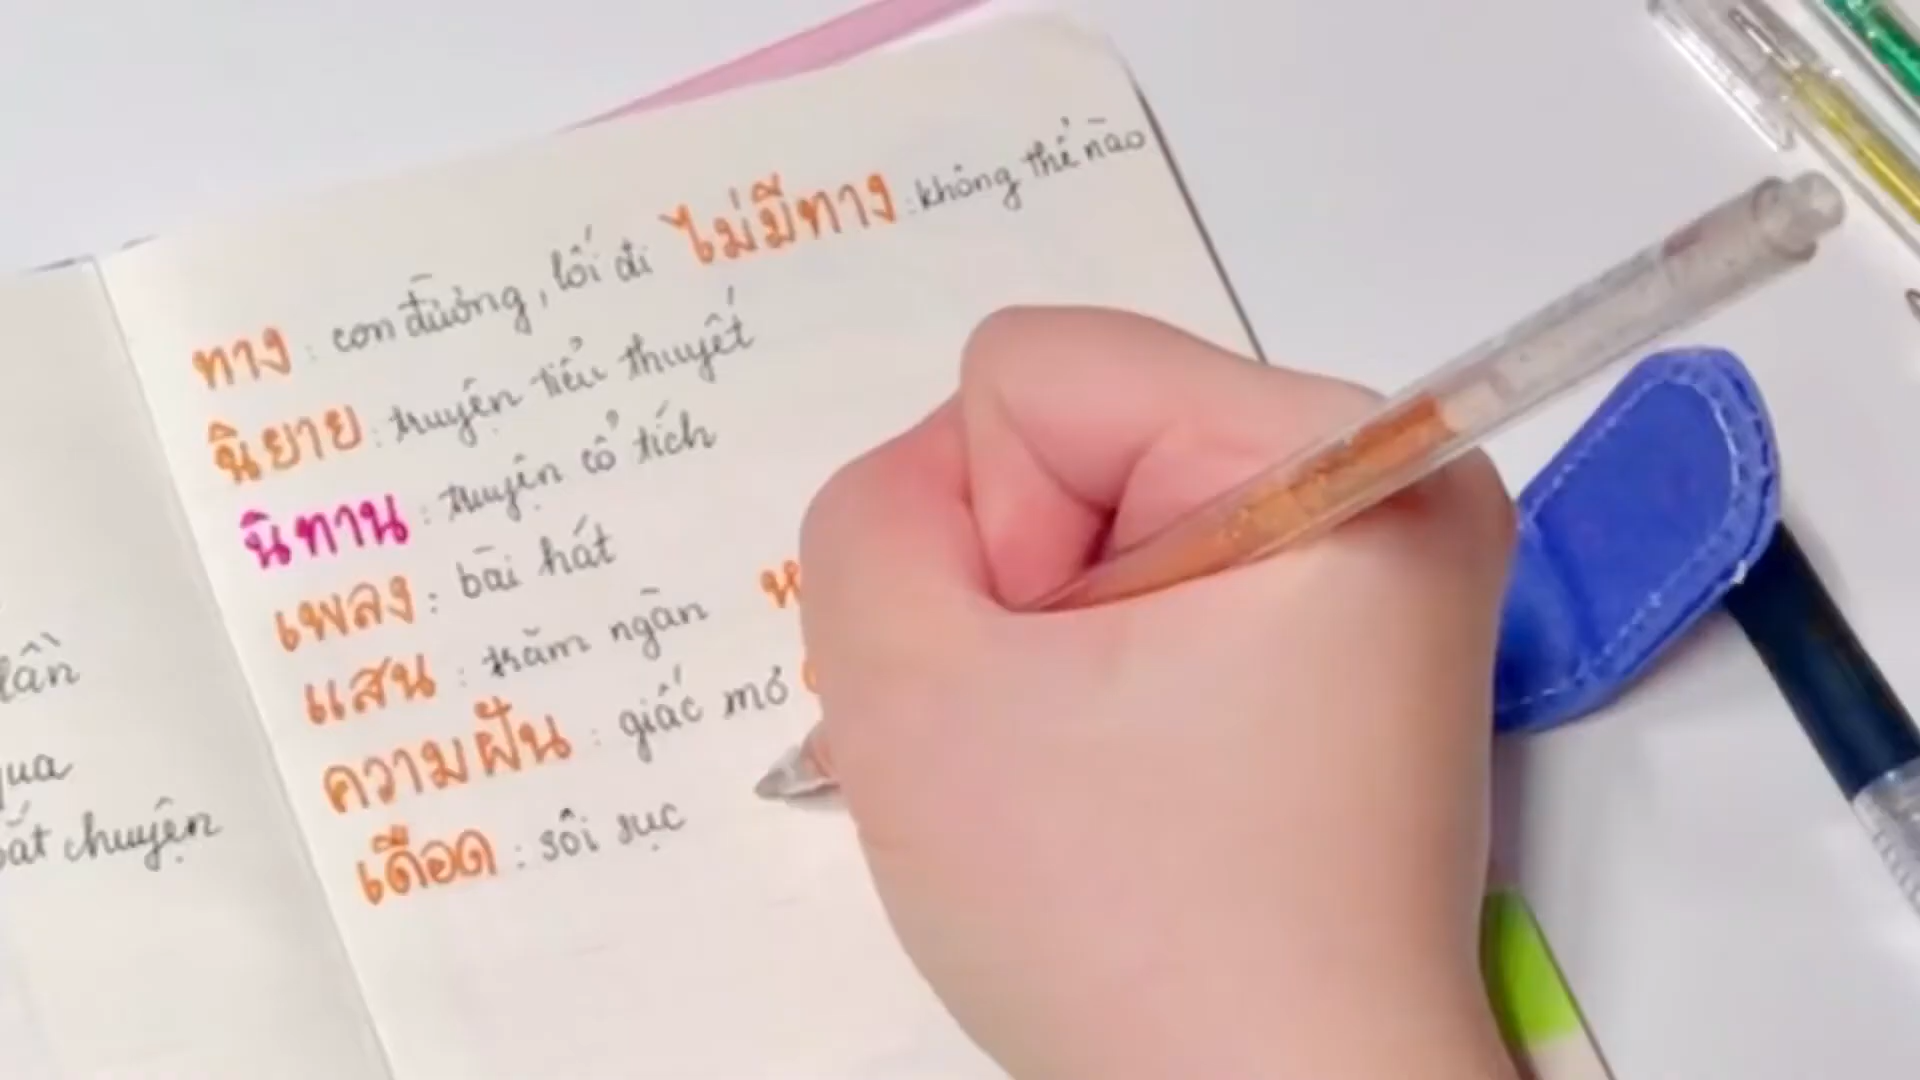 ทาง : con đường, lối đi ไม่มีทาง : không thể nào
นิยาย : truyện tiểu thuyết
นิทาน : truyện cổ tích
เพลง : bài hát
แสน : trăm ngàn
ความฝัน : giấc mơ
เดือด : sôi sục
lần
qua
bắt chuyện